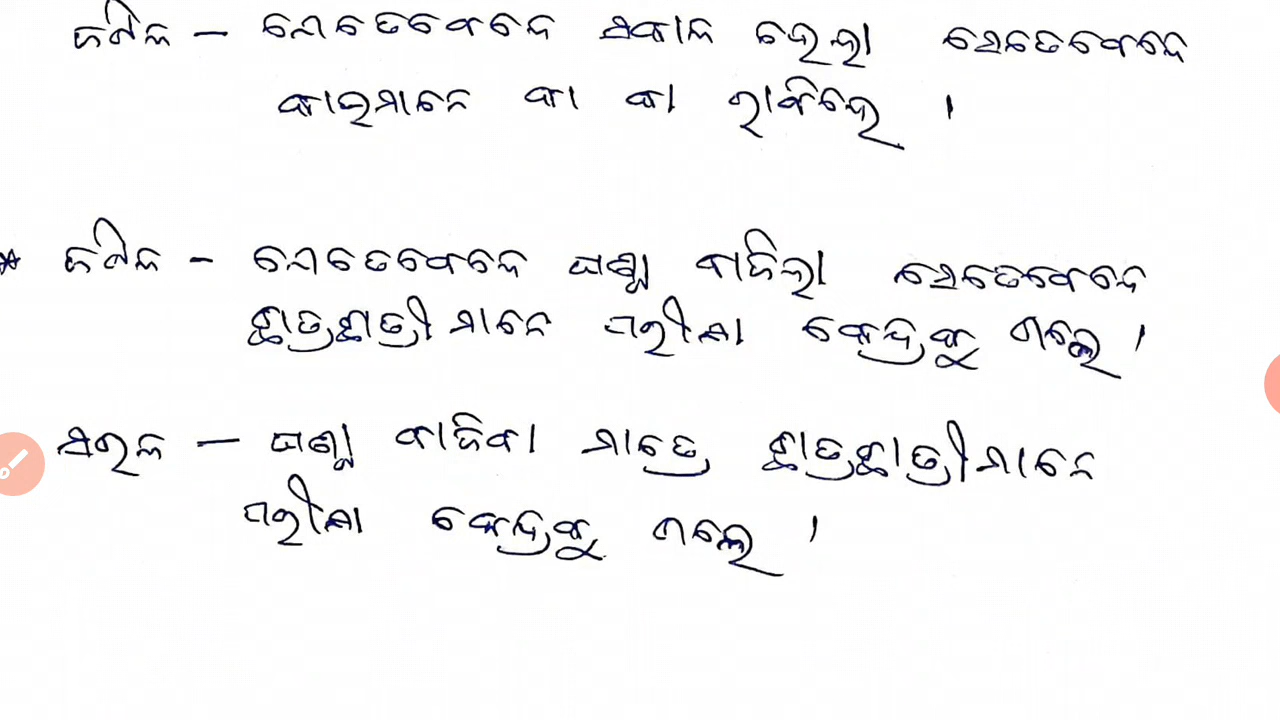 ଜଟିଳ – ଯେତେବେଳେ ସକାଳ ହେଲା ସେତେବେଳେ
କାଉମାନେ କା କା ରାବିଲେ ।
* ଜଟିଳ – ଯେତେବେଳେ ଘଣ୍ଟା ବାଜିଲା ସେତେବେଳେ
ଛାତ୍ରଛାତ୍ରୀମାନେ ପରୀକ୍ଷା କେନ୍ଦ୍ରକୁ ଗଲେ ।
ସରଳ – ଘଣ୍ଟା ବାଜିବା ମାତ୍ରେ ଛାତ୍ରଛାତ୍ରୀମାନେ
ପରୀକ୍ଷା କେନ୍ଦ୍ରକୁ ଗଲେ ।